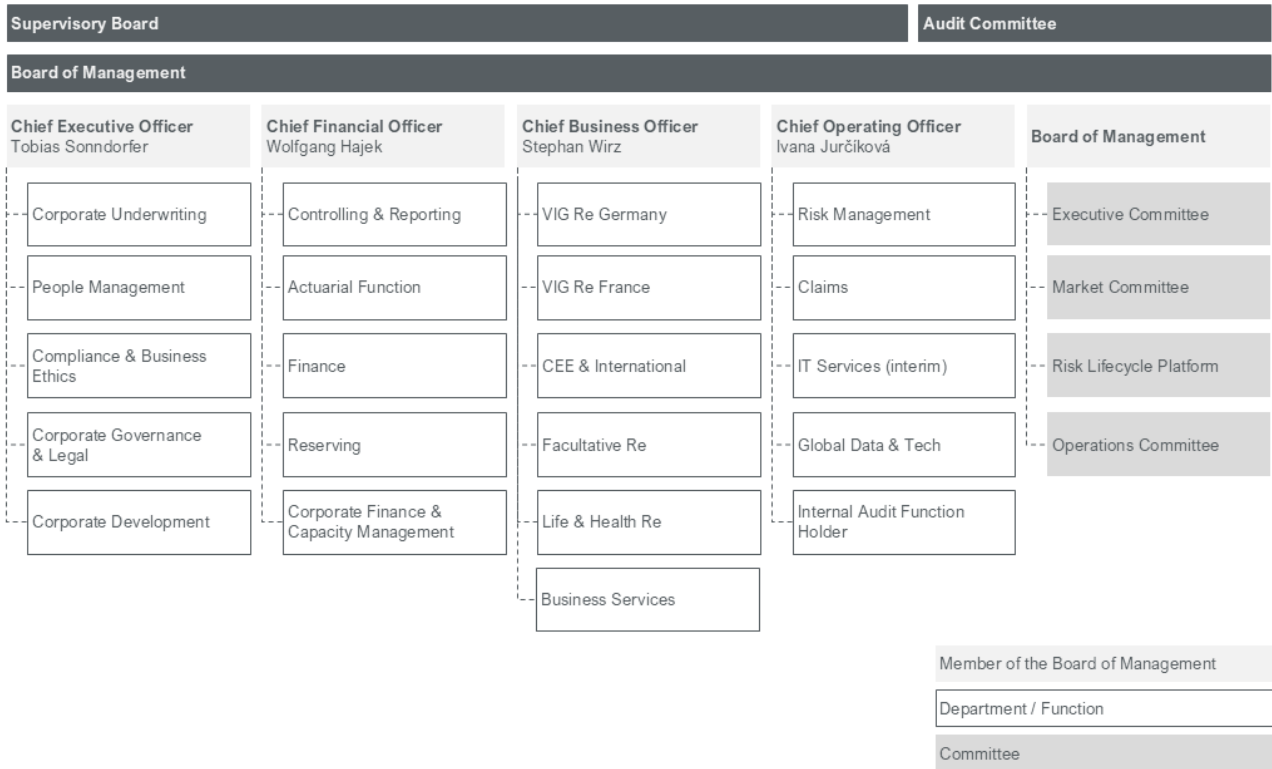 Supervisory Board
Audit Committee
Board of Management
Chief Executive Officer
Tobias Sonndorfer
Corporate Underwriting
People Management
Compliance & Business
Ethics
Corporate Governance
& Legal
Corporate Development
Chief Financial Officer
Wolfgang Hajek
Controlling & Reporting
Actuarial Function
Finance
Reserving
Corporate Finance &
Capacity Management
Chief Business Officer
Stephan Wirz
VIG Re Germany
VIG Re France
CEE & International
Facultative Re
Life & Health Re
Business Services
Chief Operating Officer
Ivana Jurčíková
Risk Management
Claims
IT Services (interim)
Global Data & Tech
Internal Audit Function
Holder
Board of Management
Executive Committee
Market Committee
Risk Lifecycle Platform
Operations Committee
Member of the Board of Management
Department / Function
Committee